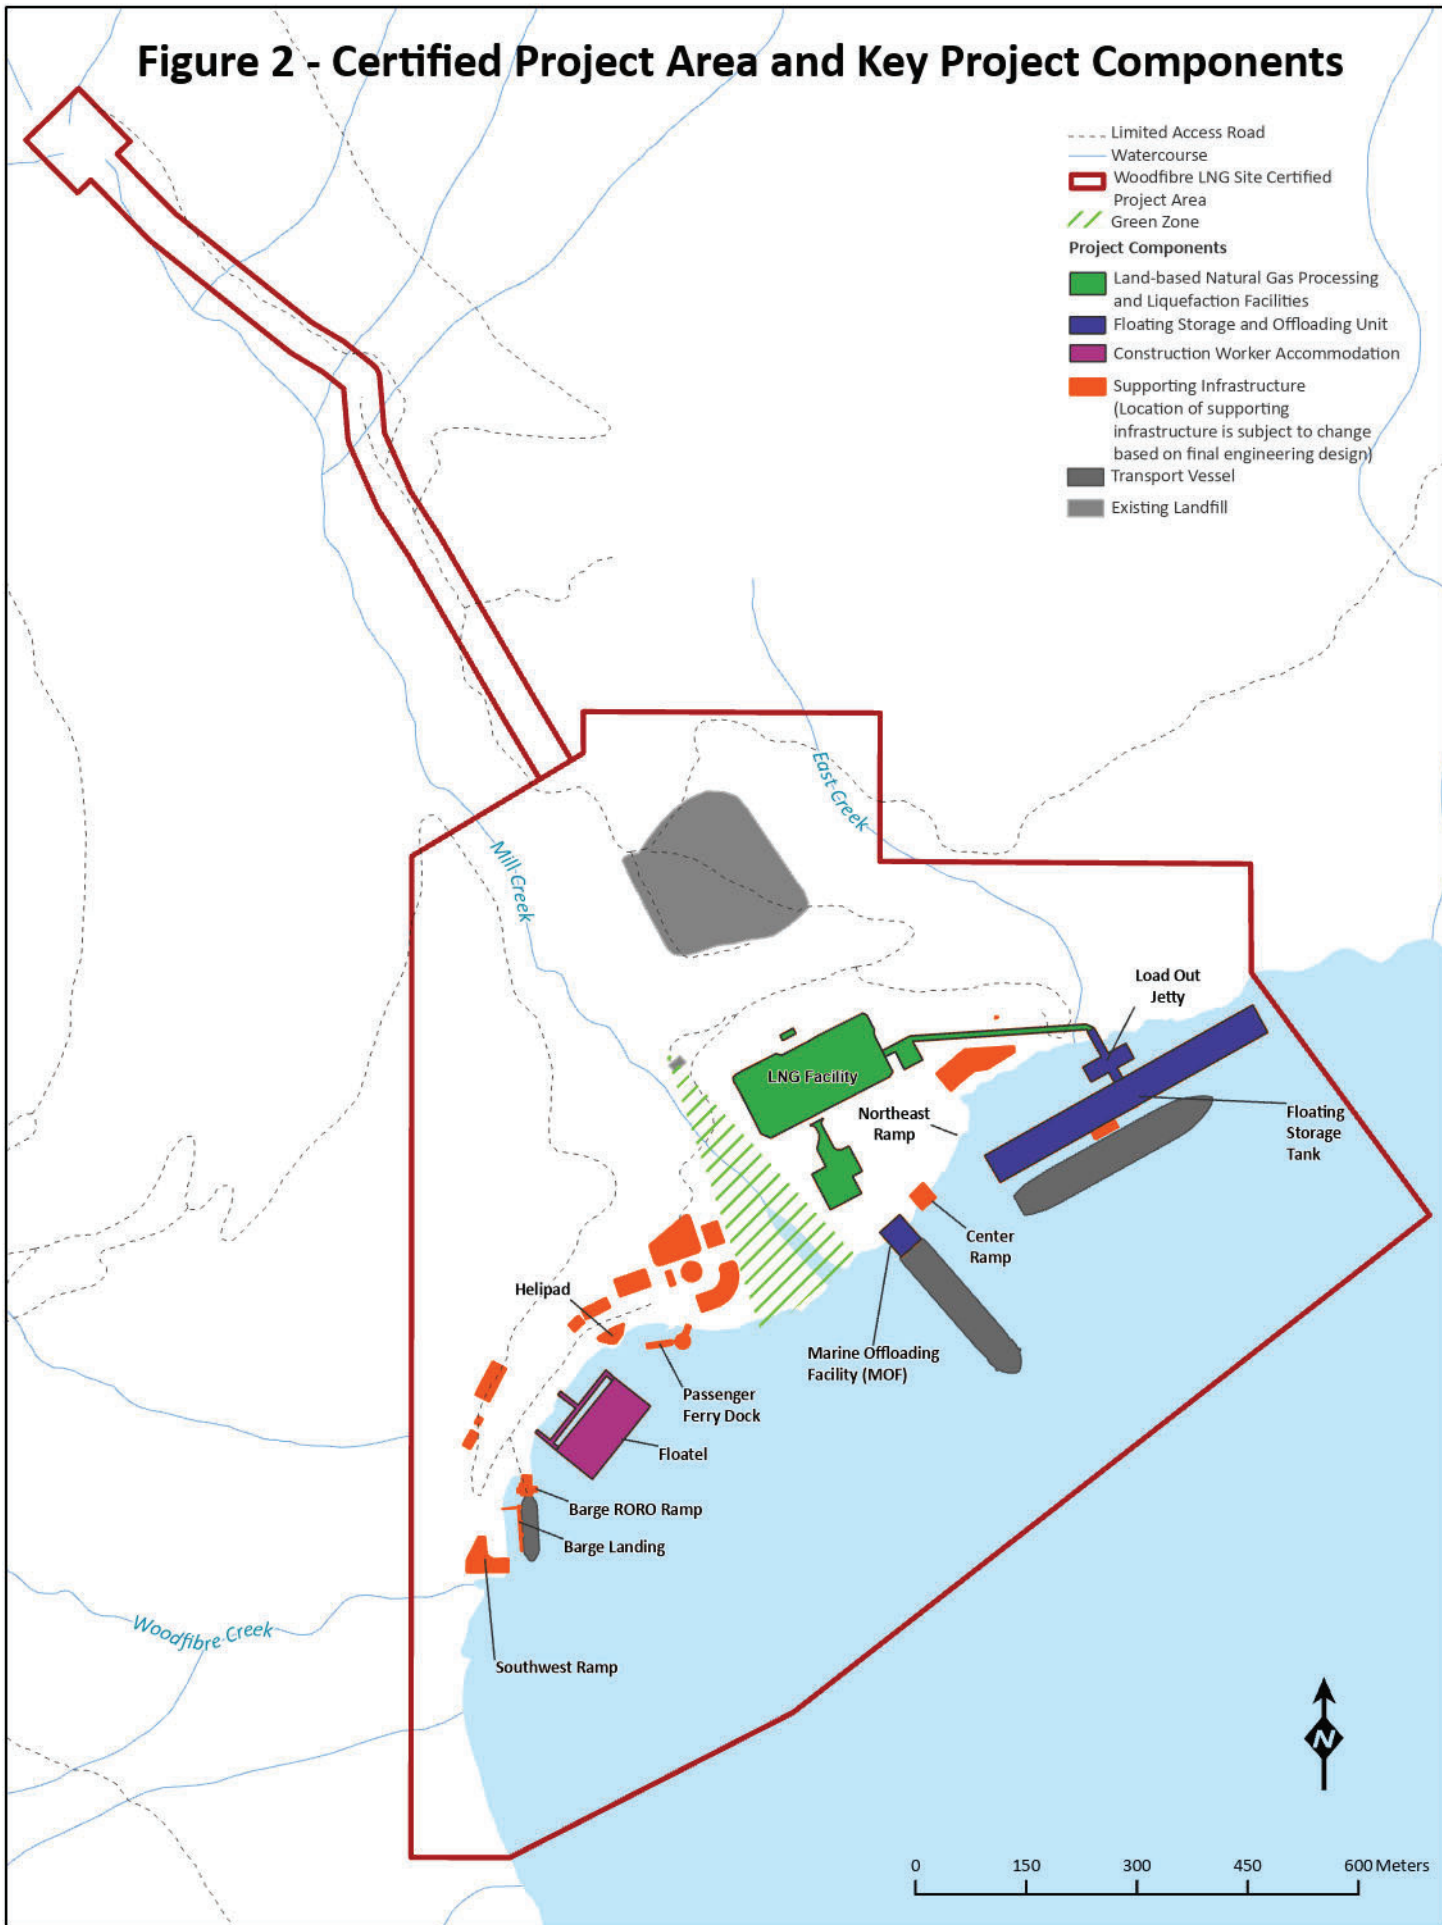 Figure 2 - Certified Project Area and Key Project Components
Limited Access Road
Watercourse
Woodfibre LNG Site Certified
Project Area
Green Zone
Project Components
Land-based Natural Gas Processing
and Liquefaction Facilities
Floating Storage and Offloading Unit
Construction Worker Accommodation
Supporting Infrastructure
(Location of supporting
infrastructure is subject to change
based on final engineering design)
Transport Vessel
Existing Landfill
East Creek
Mill Creek
Load Out
Jetty
LNG Facility
Northeast
Ramp
Floating
Storage
Tank
Center
Ramp
Helipad
Marine Offloading
Facility (MOF)
Passenger
Ferry Dock
Floatel
Barge RORO Ramp
Barge Landing
Woodfibre Creek
Southwest Ramp
N
0 150 300 450 600 Meters